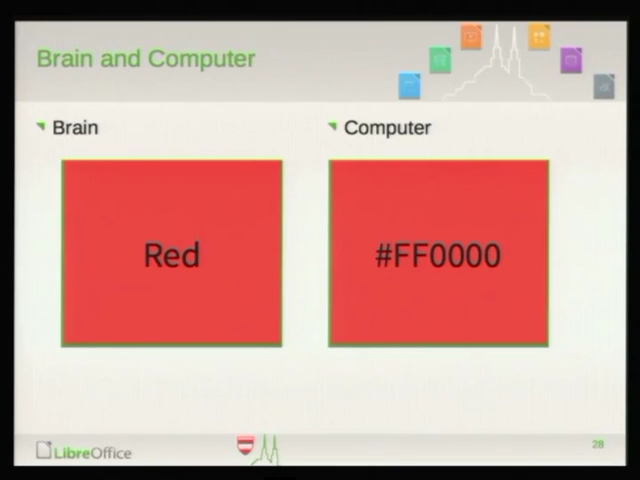 Brain and Computer
Brain
Computer
Red
#FF0000
LibreOffice
28